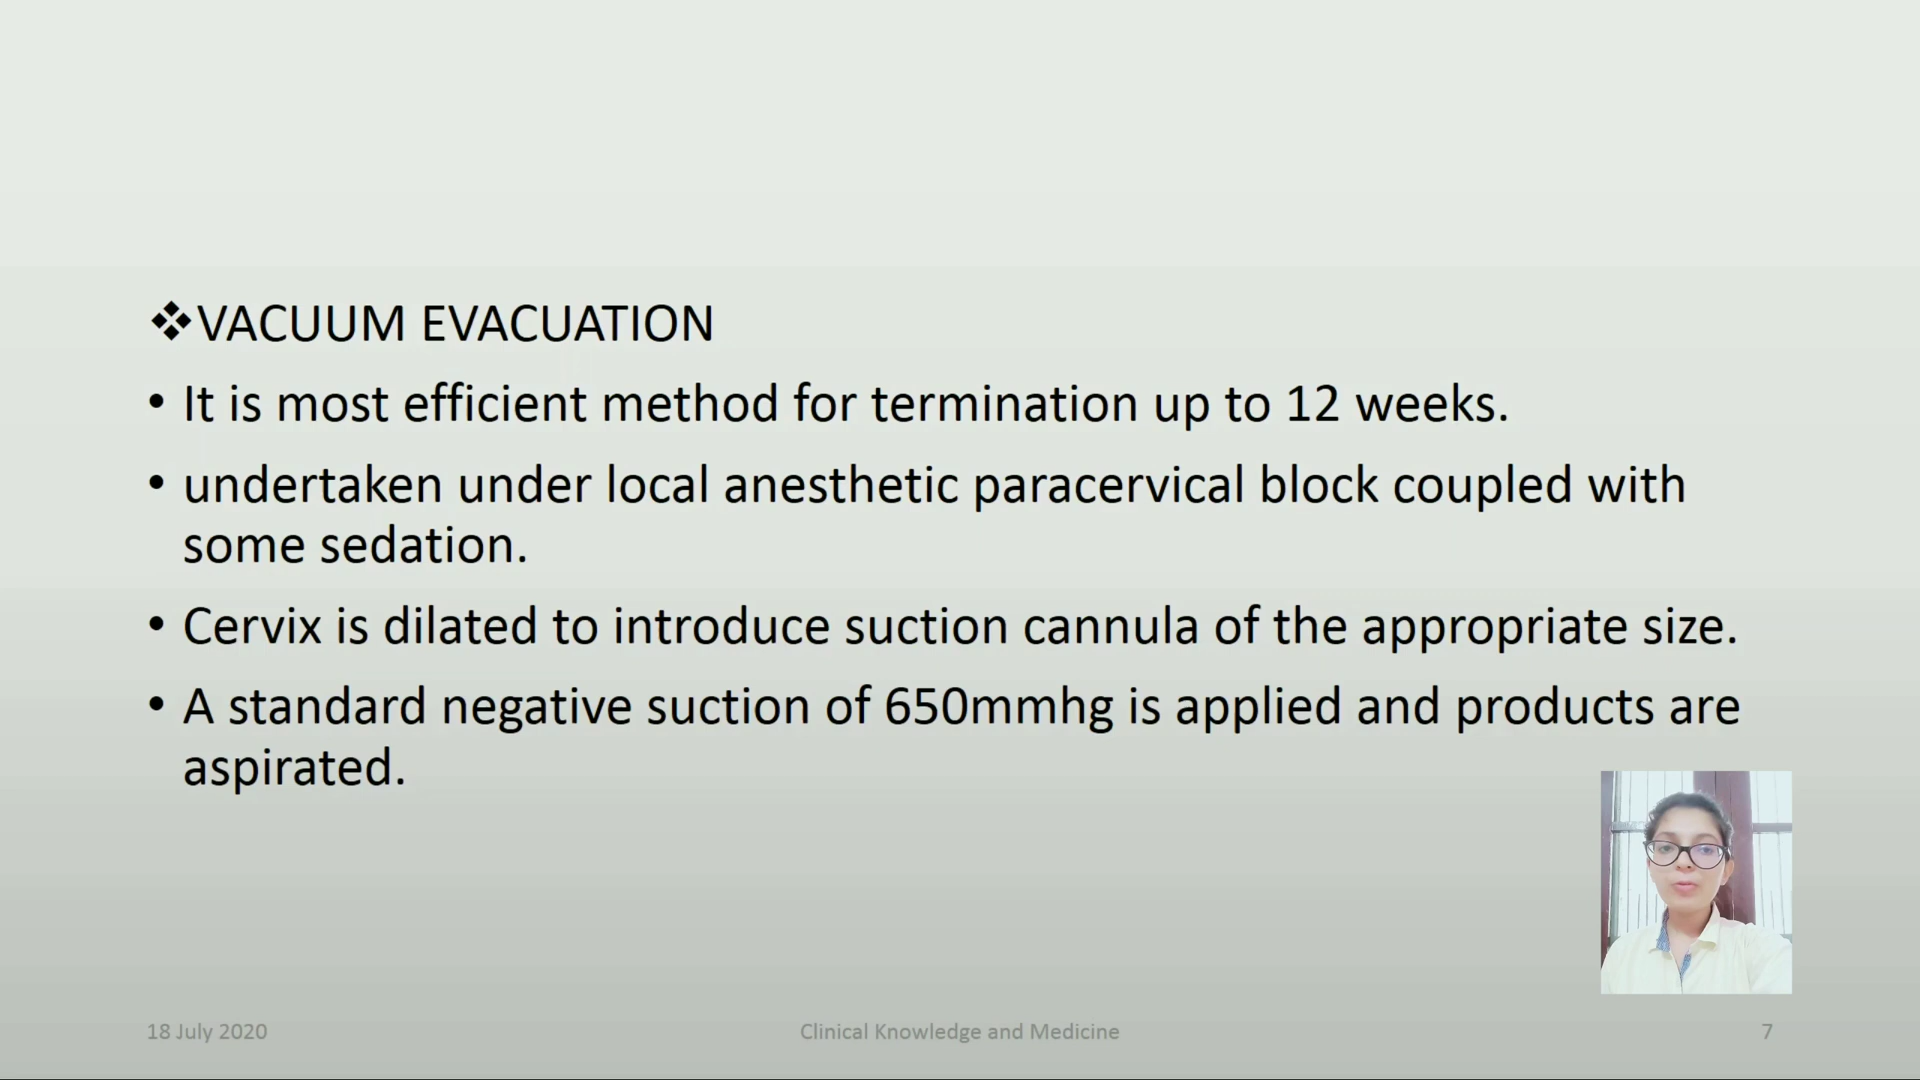 ❖VACUUM EVACUATION
• It is most efficient method for termination up to 12 weeks.
• undertaken under local anesthetic paracervical block coupled with
some sedation.
• Cervix is dilated to introduce suction cannula of the appropriate size.
• A standard negative suction of 650mmhg is applied and products are
aspirated.
18 July 2020
Clinical Knowledge and Medicine
7